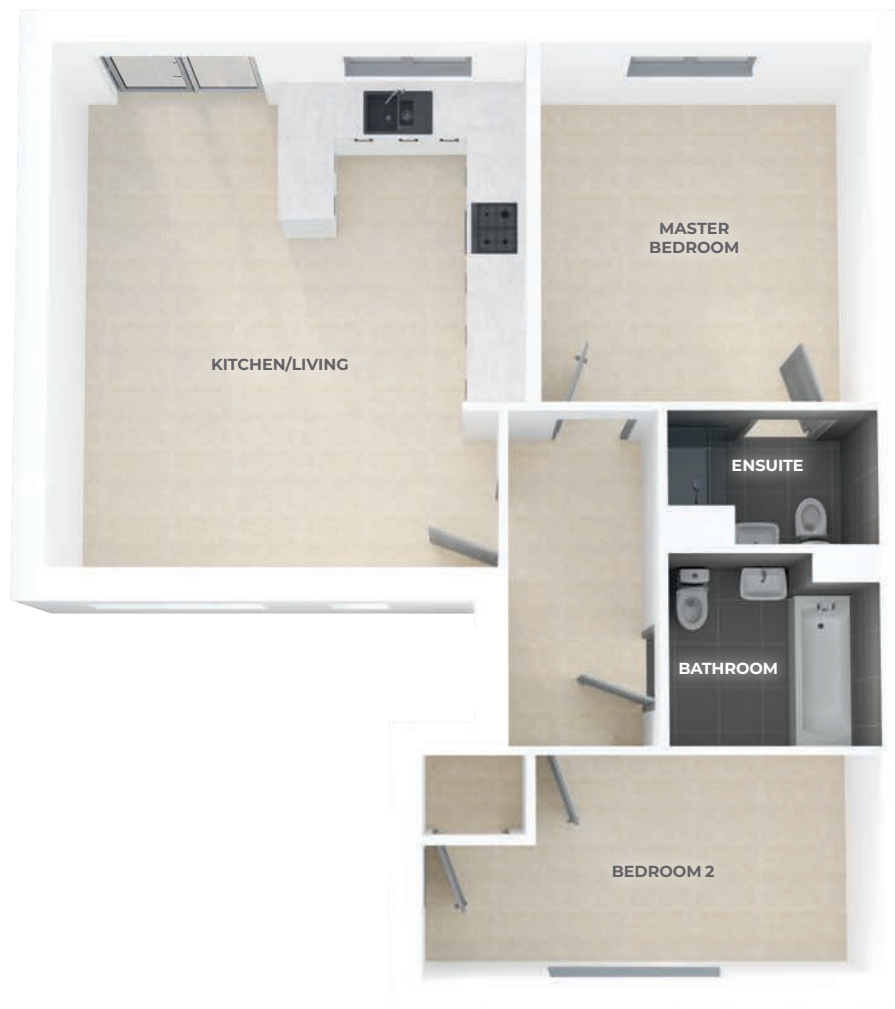 MASTER
BEDROOM
KITCHEN/LIVING
ENSUITE
BATHROOM
BEDROOM 2